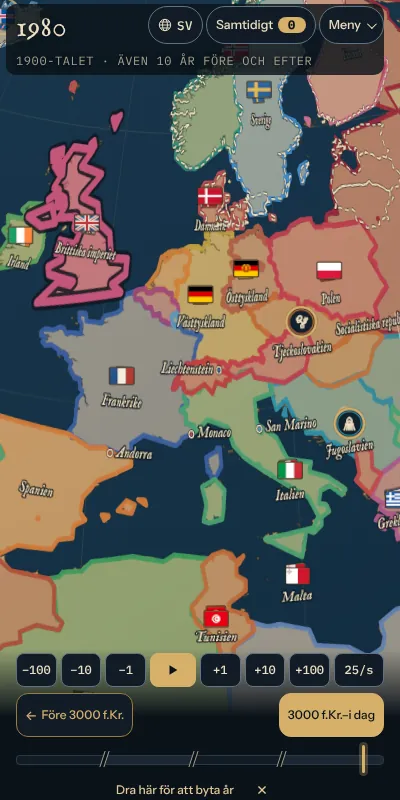 1980
SV
Samtidigt 0
Meny
1900-TALET · ÄVEN 10 ÅR FÖRE OCH EFTER
Sverige
Danmark
Irland
Brittiska imperiet
Västtyskland
Östtyskland
Polen
Tjeckoslovakien
Socialistiska repub
Liechtenstein
Frankrike
Monaco
San Marino
Jugoslavien
Andorra
Spanien
Italien
Grekl
Malta
Tunisien
−100
−10
−1
+1
+10
+100
25/s
← Före 3000 f.Kr.
3000 f.Kr.–i dag
Dra här för att byta år ×